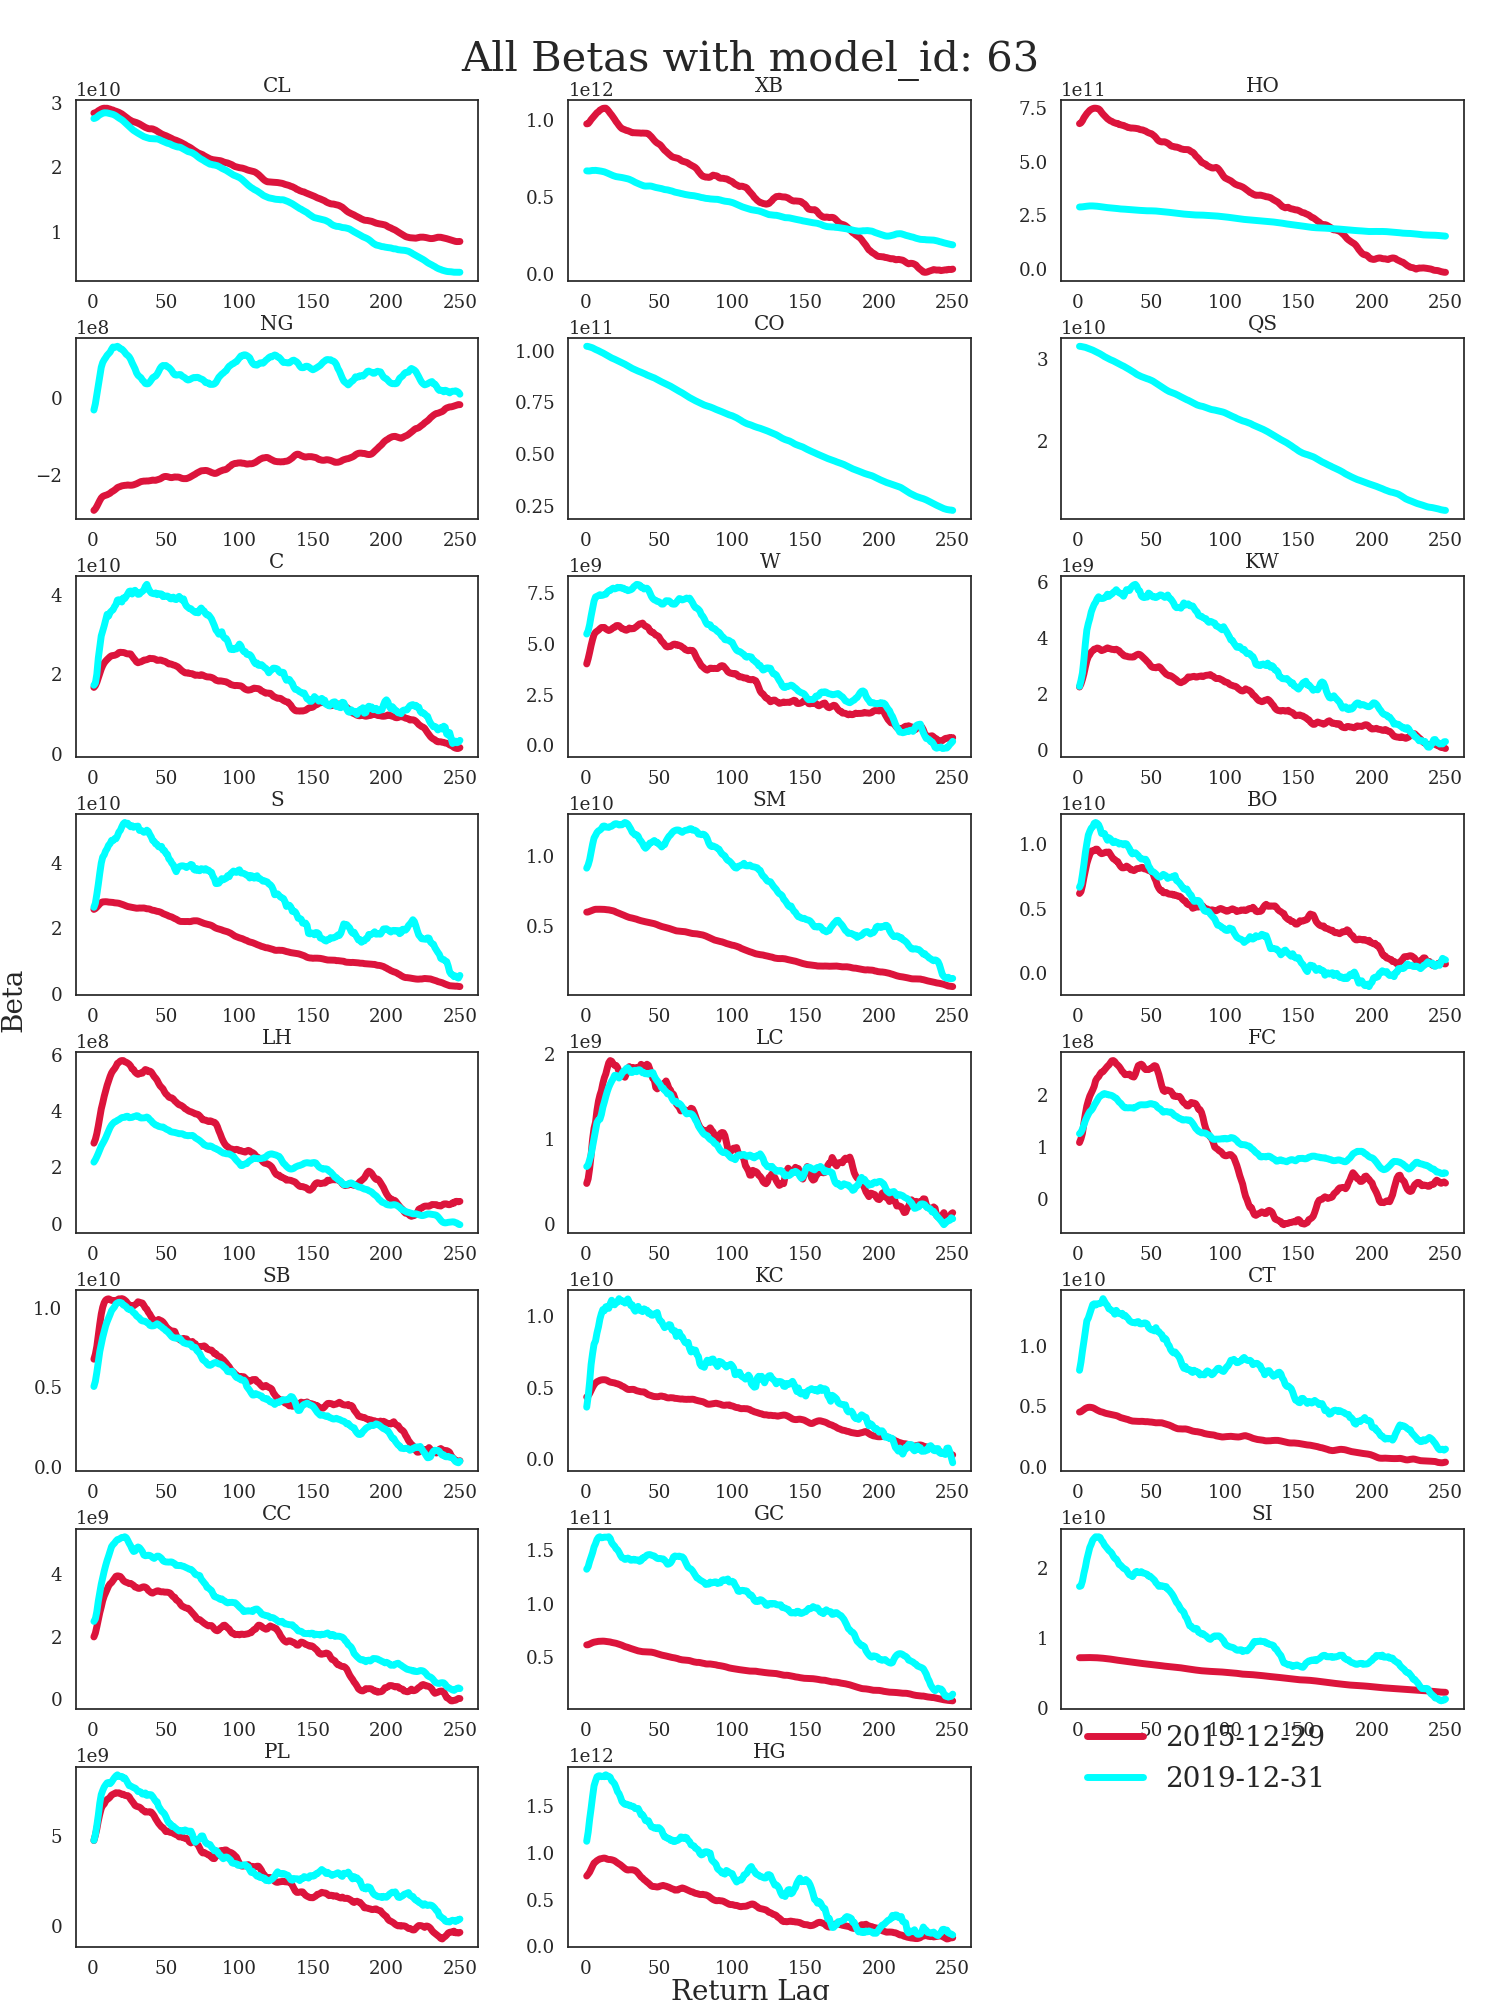 All Betas with model_id: 63
CL
1e10
3
2
1
0 50 100 150 200 250
XB
1e12
1.0
0.5
0.0
0 50 100 150 200 250
HO
1e11
7.5
5.0
2.5
0.0
0 50 100 150 200 250
NG
1e8
0
−2
0 50 100 150 200 250
CO
1e11
1.00
0.75
0.50
0.25
0 50 100 150 200 250
QS
1e10
3
2
0 50 100 150 200 250
C
1e10
4
2
0
0 50 100 150 200 250
W
1e9
7.5
5.0
2.5
0.0
0 50 100 150 200 250
KW
1e9
6
4
2
0
0 50 100 150 200 250
S
1e10
4
2
0
0 50 100 150 200 250
SM
1e10
1.0
0.5
0 50 100 150 200 250
BO
1e10
1.0
0.5
0.0
0 50 100 150 200 250
Beta
LH
1e8
6
4
2
0
0 50 100 150 200 250
LC
1e9
2
1
0
0 50 100 150 200 250
FC
1e8
2
1
0
0 50 100 150 200 250
SB
1e10
1.0
0.5
0.0
0 50 100 150 200 250
KC
1e10
1.0
0.5
0.0
0 50 100 150 200 250
CT
1e10
1.0
0.5
0.0
0 50 100 150 200 250
CC
1e9
4
2
0
0 50 100 150 200 250
GC
1e11
1.5
1.0
0.5
0 50 100 150 200 250
SI
1e10
2
1
0
0 50 100 150 200 250
2015-12-29
2019-12-31
PL
1e9
5
0
0 50 100 150 200 250
HG
1e12
1.5
1.0
0.5
0.0
0 50 100 150 200 250
Return Lag